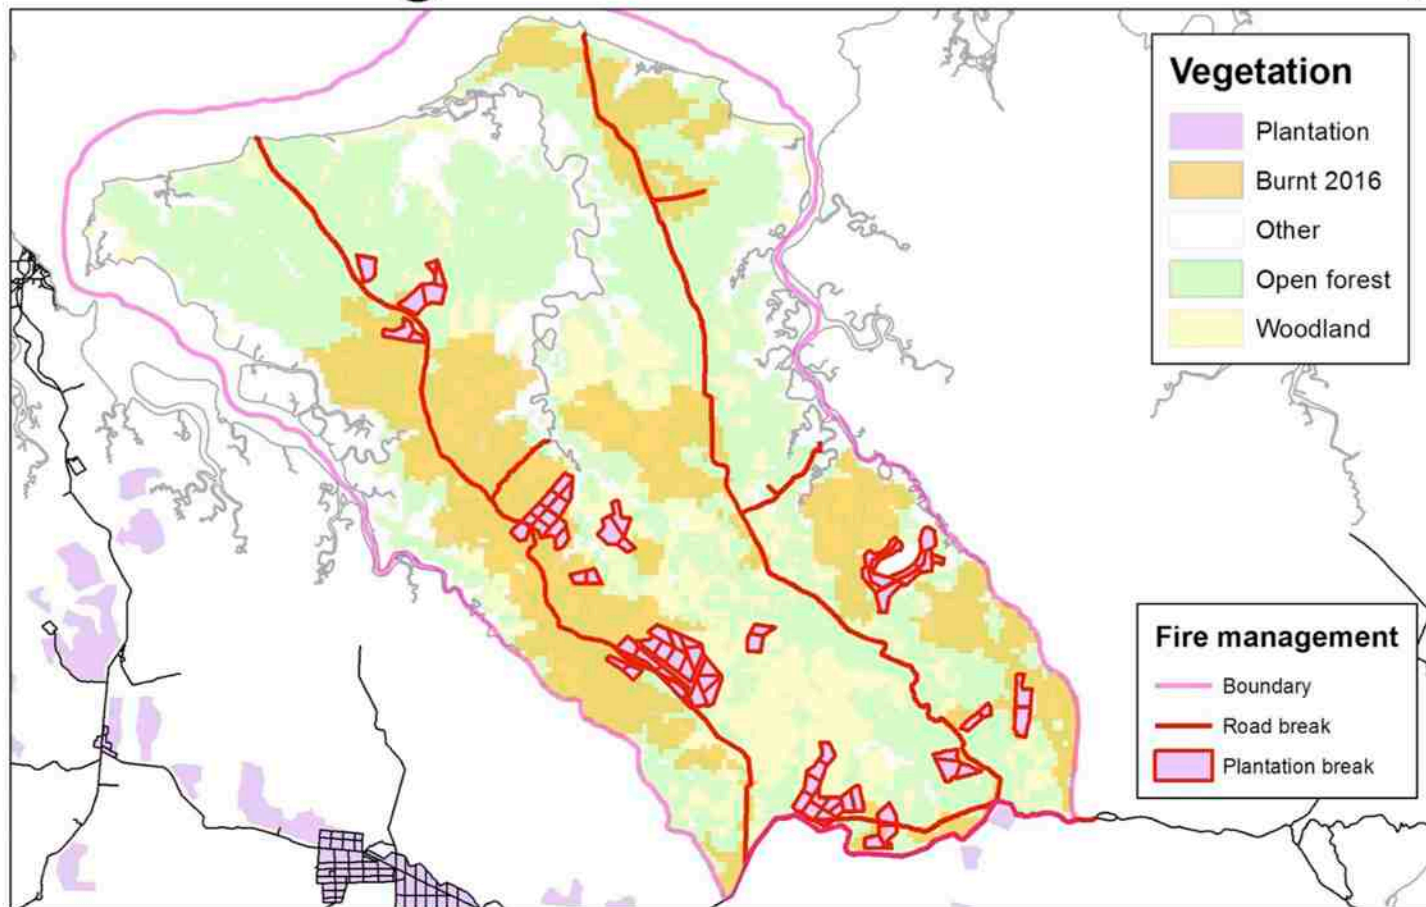 Vegetation
Plantation
Burnt 2016
Other
Open forest
Woodland
Fire management
Boundary
Road break
Plantation break